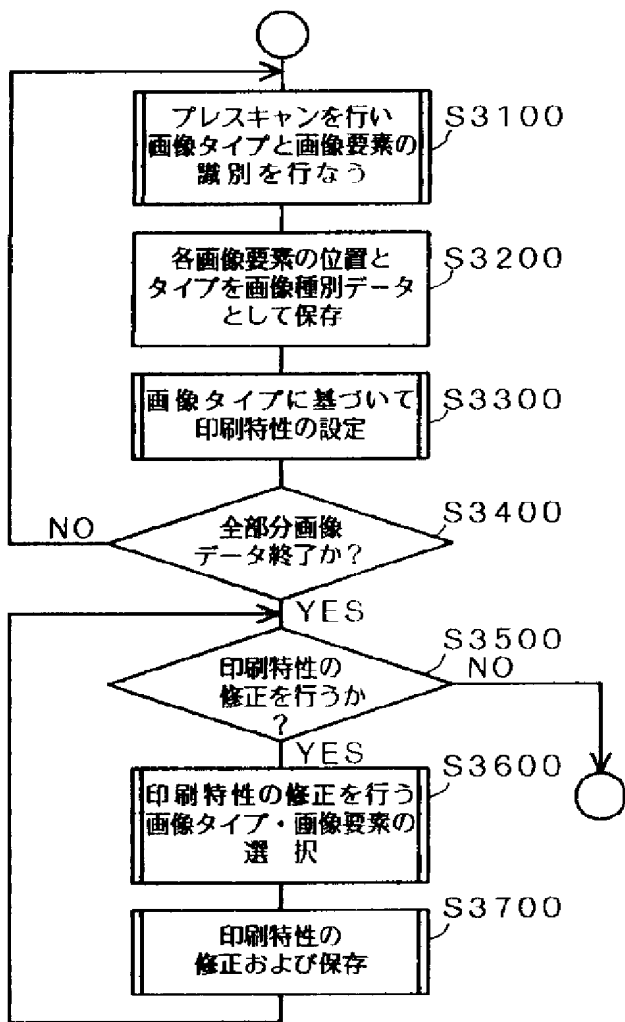 プレスキャンを行い
画像タイプと画像要素の
識別を行なう
S3100
各画像要素の位置と
タイプを画像種別データ
として保存
S3200
画像タイプに基づいて
印刷特性の設定
S3300
全部分画像
データ終了か？
S3400
NO
YES
印刷特性の
修正を行うか
？
S3500
NO
YES
印刷特性の修正を行う
画像タイプ・画像要素の
選択
S3600
印刷特性の
修正および保存
S3700